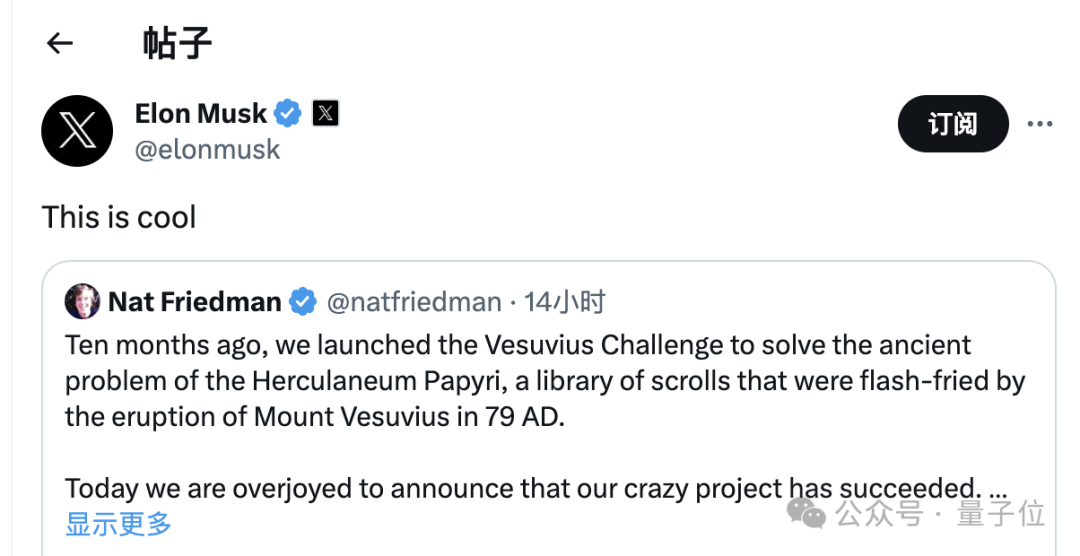 帖子
Elon Musk
@elonmusk
订阅
This is cool
Nat Friedman @natfriedman · 14小时
Ten months ago, we launched the Vesuvius Challenge to solve the ancient
problem of the Herculaneum Papyri, a library of scrolls that were flash-fried by
the eruption of Mount Vesuvius in 79 AD.
Today we are overjoyed to announce that our crazy project has succeeded. ...
显示更多
公众号 · 量子位